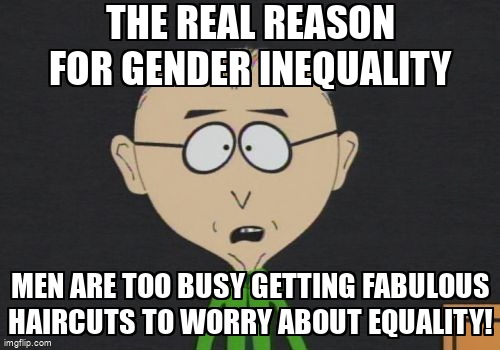 THE REAL REASON
FOR GENDER INEQUALITY
MEN ARE TOO BUSY GETTING FABULOUS
HAIRCUTS TO WORRY ABOUT EQUALITY!
imgflip.com